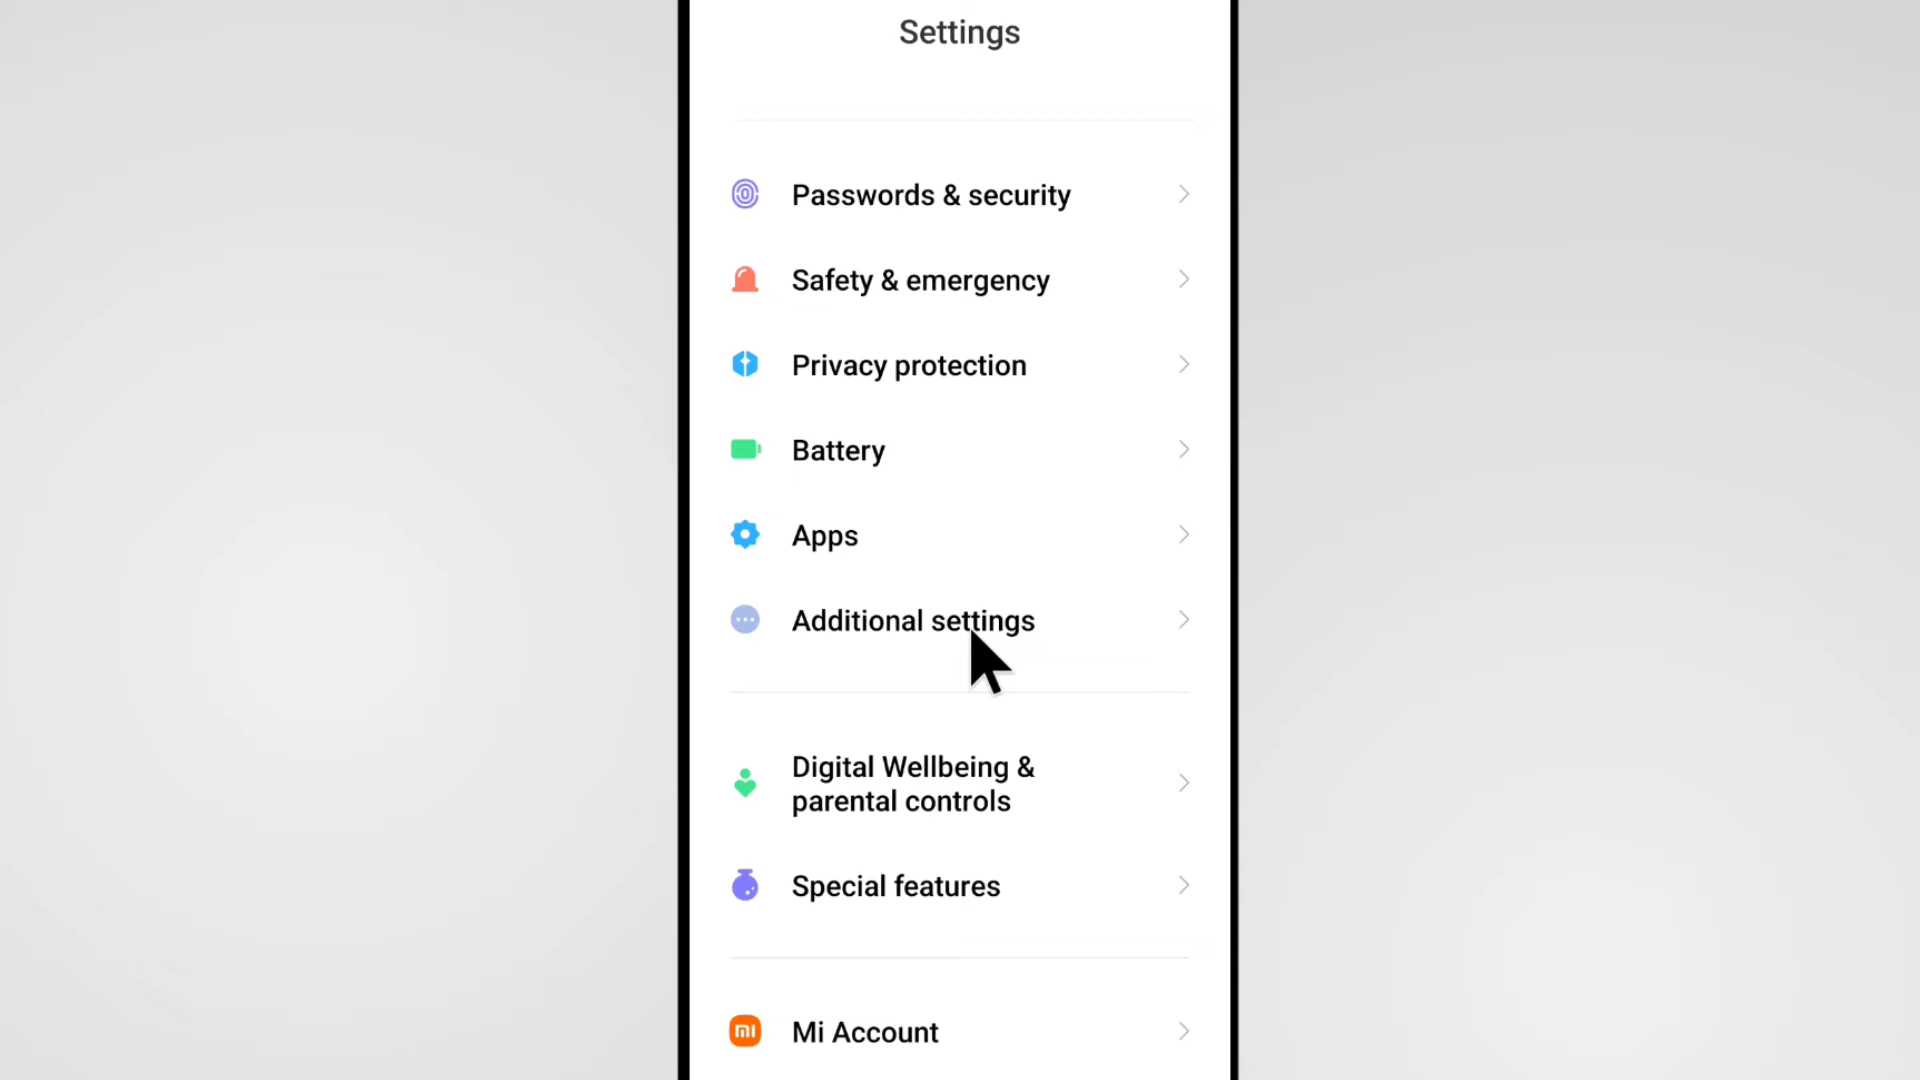 Settings
Passwords & security
Safety & emergency
Privacy protection
Battery
Apps
Additional settings
Digital Wellbeing &
parental controls
Special features
mi
Mi Account